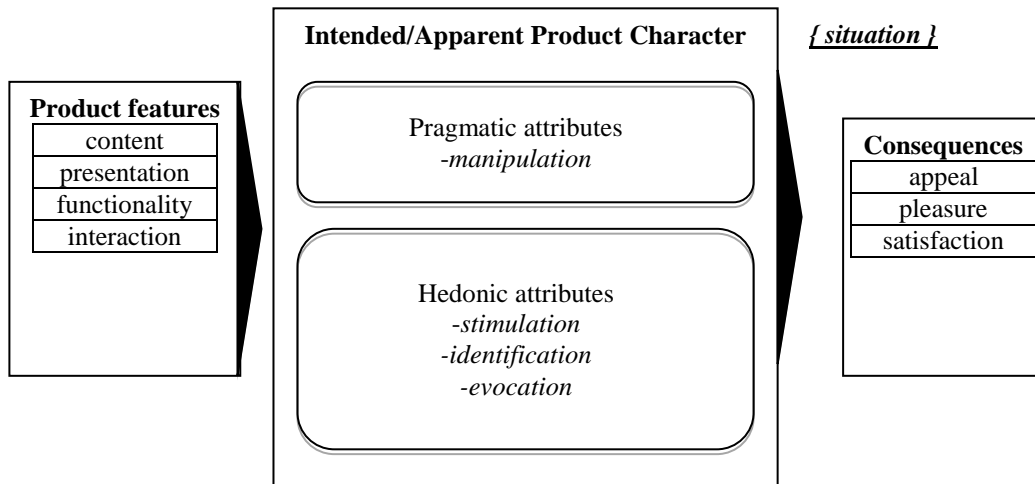 Intended/Apparent Product Character
{ situation }
Product features
content
presentation
functionality
interaction
Pragmatic attributes
-manipulation
Hedonic attributes
-stimulation
-identification
-evocation
Consequences
appeal
pleasure
satisfaction